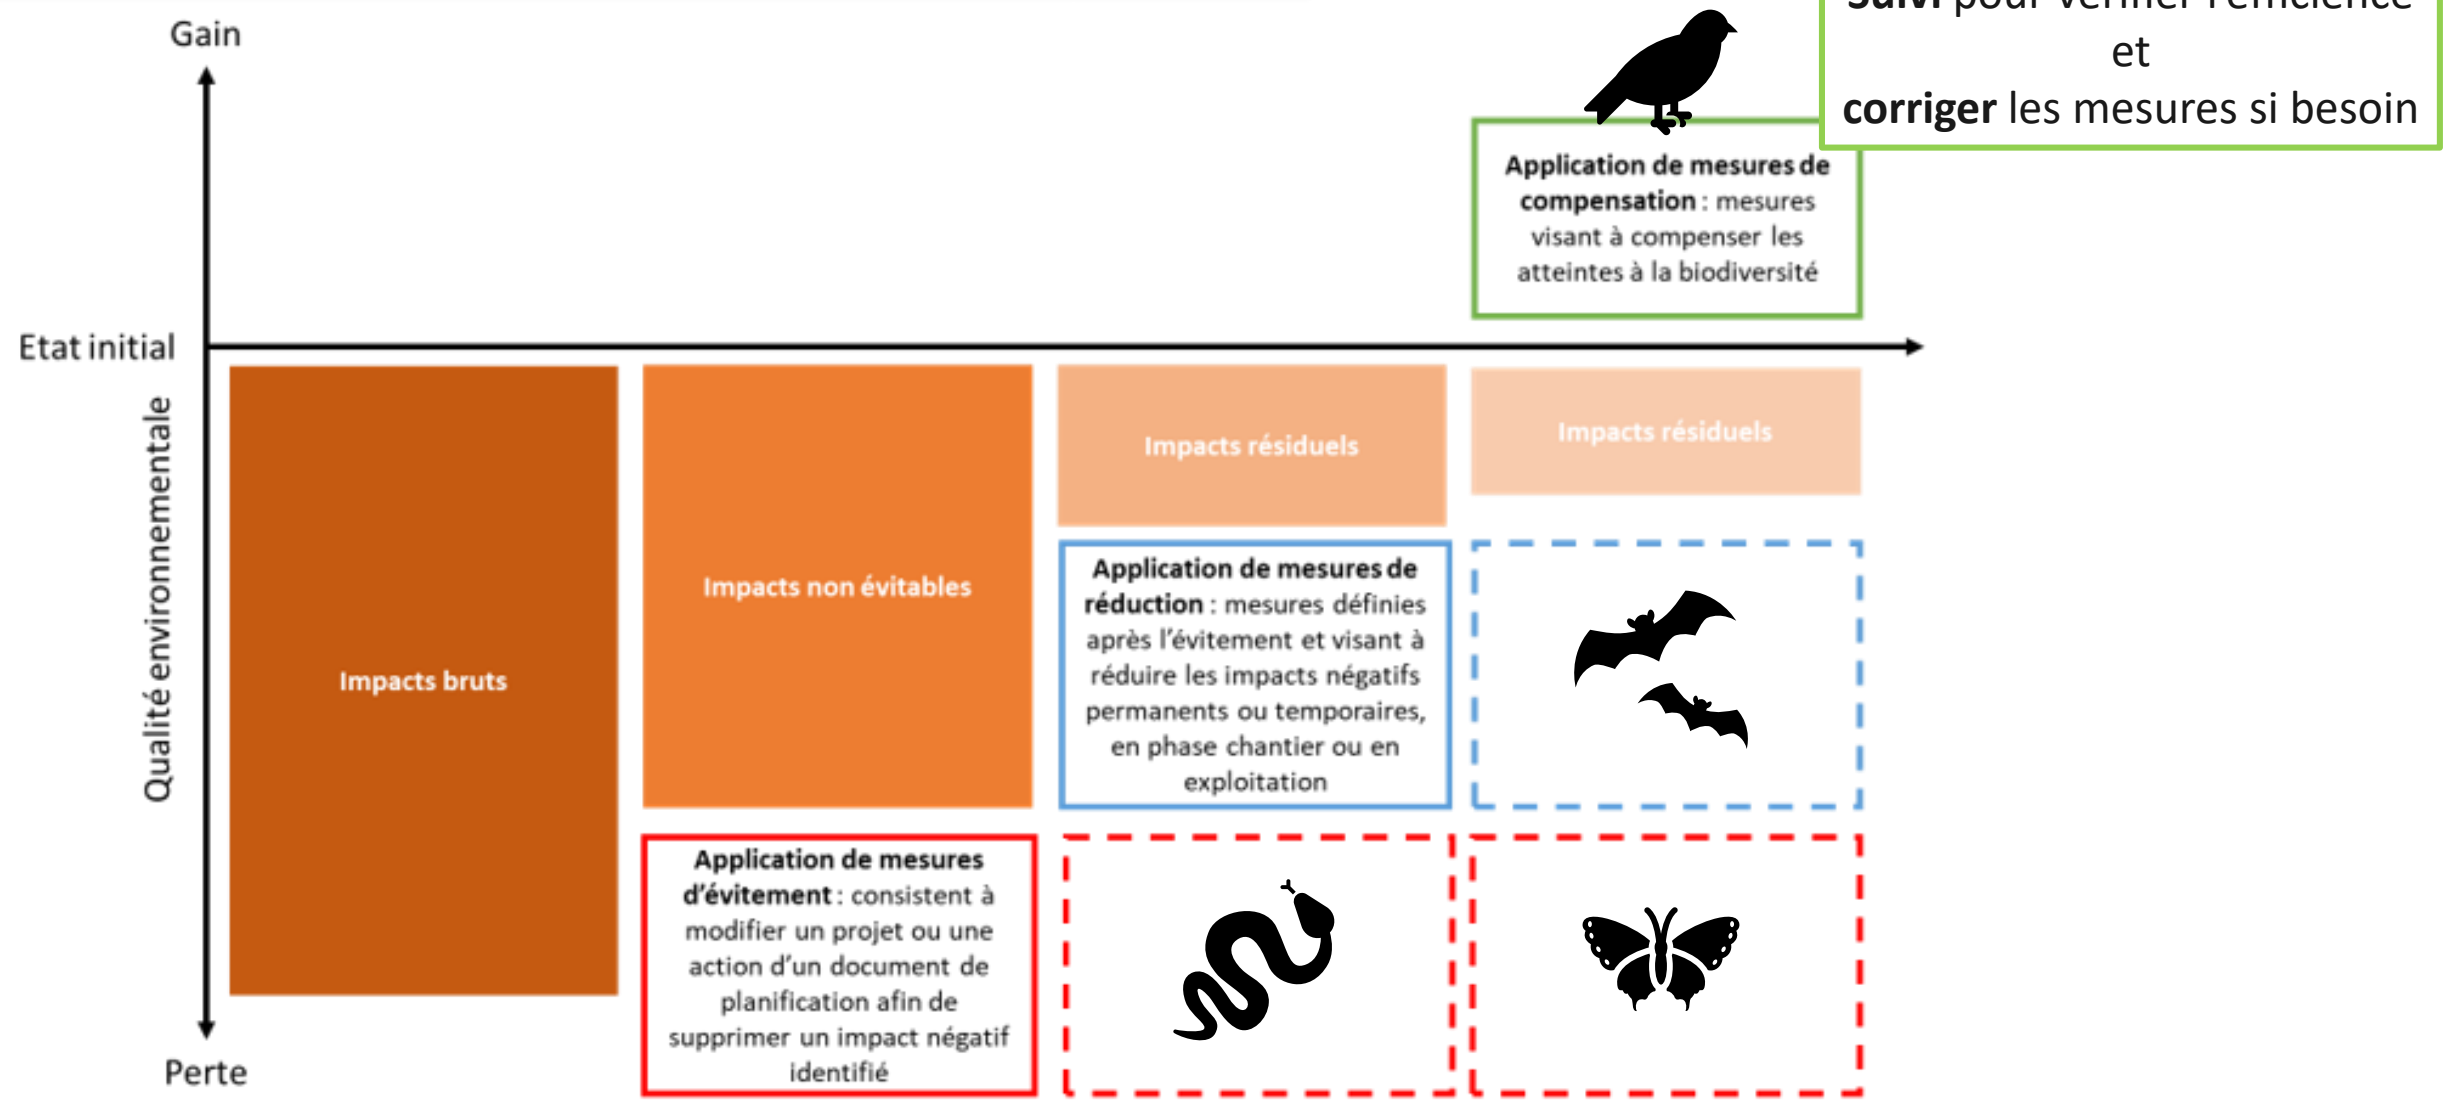 Gain
Suivi pour vérifier l'efficience
et
corriger les mesures si besoin
Application de mesures de
compensation : mesures
visant à compenser les
atteintes à la biodiversité
Etat initial
Qualité environnementale
Impacts bruts
Impacts non évitables
Impacts résiduels
Impacts résiduels
Application de mesures de
réduction : mesures définies
après l'évitement et visant à
réduire les impacts négatifs
permanents ou temporaires,
en phase chantier ou en
exploitation
Application de mesures
d'évitement : consistent à
modifier un projet ou une
action d'un document de
planification afin de
supprimer un impact négatif
identifié
Perte